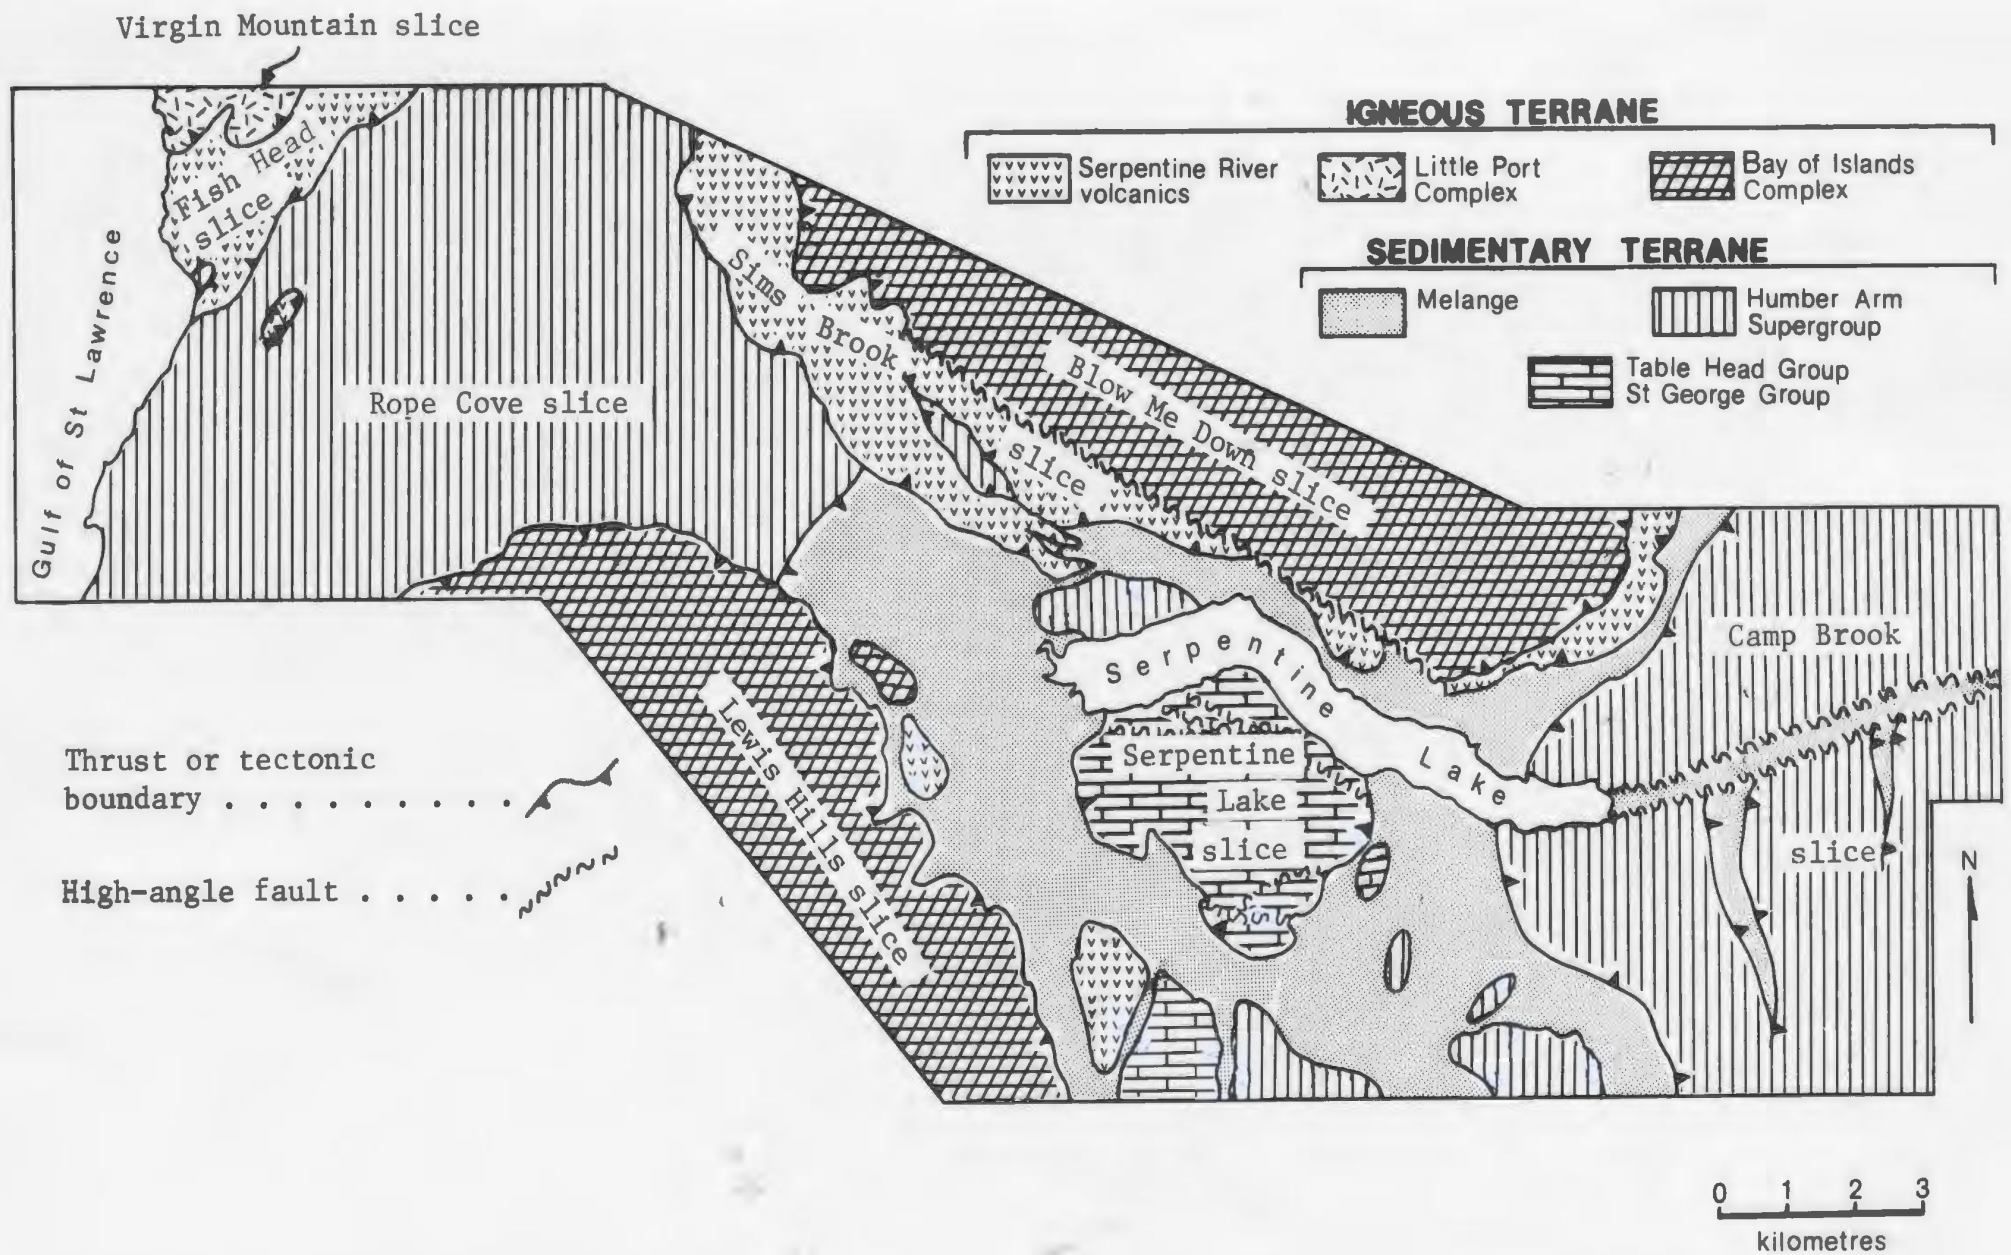 Virgin Mountain slice
IGNEOUS TERRANE
Serpentine River
volcanics
Little Port
Complex
Bay of Islands
Complex
SEDIMENTARY TERRANE
Melange
Humber Arm
Supergroup
Table Head Group
St George Group
Fish Head
slice
Gulf of St Lawrence
Rope Cove slice
Sims
Brook
slice
Blow Me Down slice
Camp Brook
slice
Serpentine
Lake
Serpentine
Lake
slice
Lewis Hills slice
Thrust or tectonic
boundary . . . . . . . . .
High-angle fault . . . . .
N
0 1 2 3
kilometres